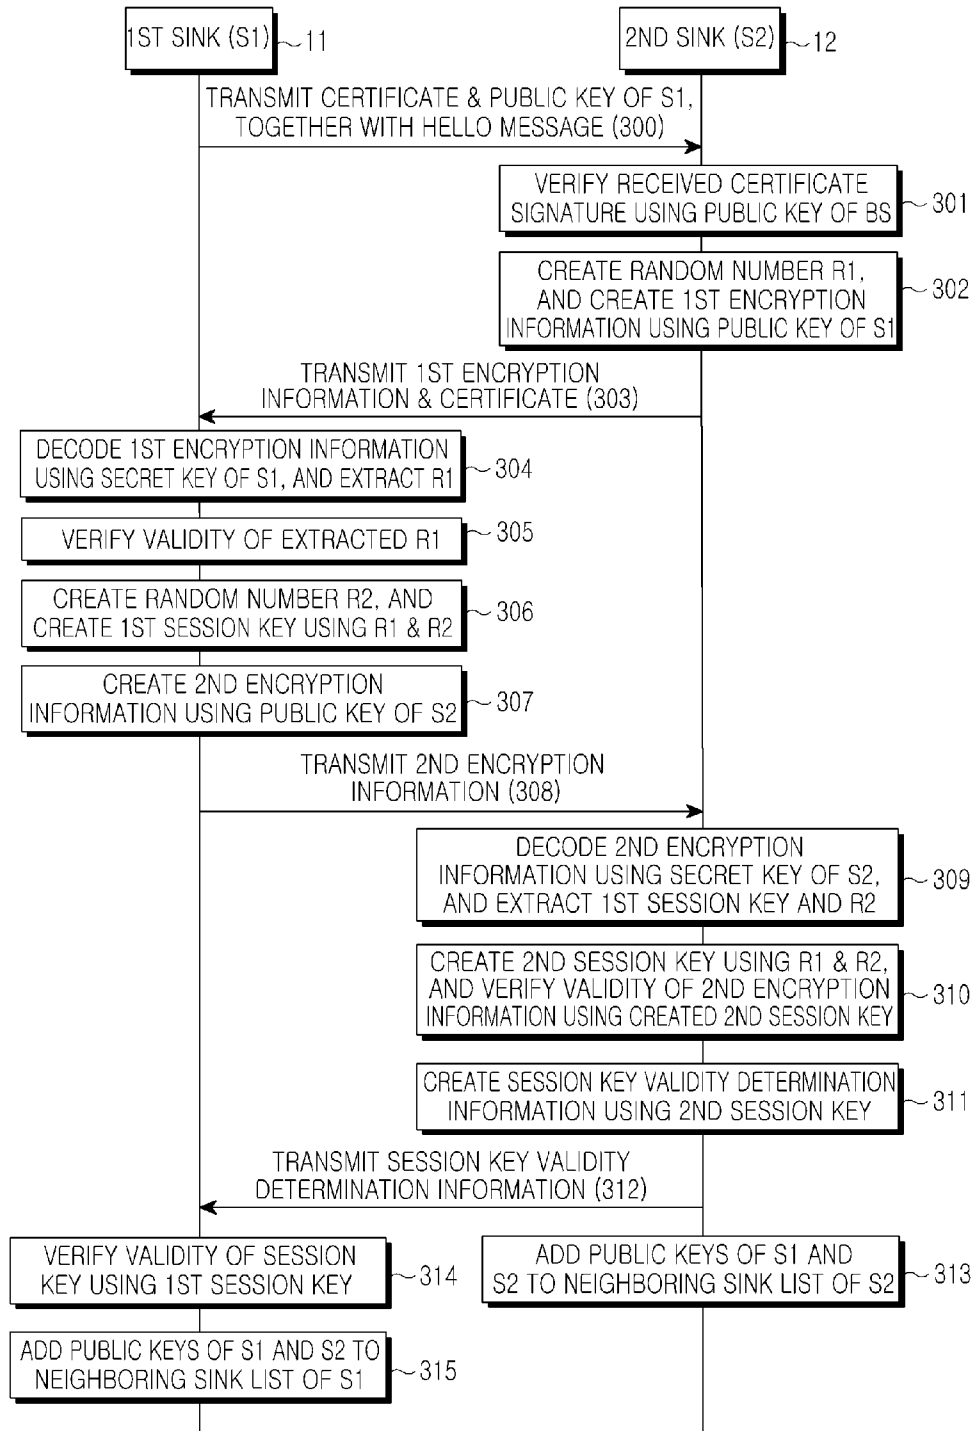 1ST SINK (S1)
11
2ND SINK (S2)
12
TRANSMIT CERTIFICATE & PUBLIC KEY OF S1,
TOGETHER WITH HELLO MESSAGE (300)
VERIFY RECEIVED CERTIFICATE
SIGNATURE USING PUBLIC KEY OF BS
301
CREATE RANDOM NUMBER R1,
AND CREATE 1ST ENCRYPTION
INFORMATION USING PUBLIC KEY OF S1
302
TRANSMIT 1ST ENCRYPTION
INFORMATION & CERTIFICATE (303)
DECODE 1ST ENCRYPTION INFORMATION
USING SECRET KEY OF S1, AND EXTRACT R1
304
VERIFY VALIDITY OF EXTRACTED R1
305
CREATE RANDOM NUMBER R2, AND
CREATE 1ST SESSION KEY USING R1 & R2
306
CREATE 2ND ENCRYPTION
INFORMATION USING PUBLIC KEY OF S2
307
TRANSMIT 2ND ENCRYPTION
INFORMATION (308)
DECODE 2ND ENCRYPTION
INFORMATION USING SECRET KEY OF S2,
AND EXTRACT 1ST SESSION KEY AND R2
309
CREATE 2ND SESSION KEY USING R1 & R2,
AND VERIFY VALIDITY OF 2ND ENCRYPTION
INFORMATION USING CREATED 2ND SESSION KEY
310
CREATE SESSION KEY VALIDITY DETERMINATION
INFORMATION USING 2ND SESSION KEY
311
TRANSMIT SESSION KEY VALIDITY
DETERMINATION INFORMATION (312)
VERIFY VALIDITY OF SESSION
KEY USING 1ST SESSION KEY
314
ADD PUBLIC KEYS OF S1 AND
S2 TO NEIGHBORING SINK LIST OF S2
313
ADD PUBLIC KEYS OF S1 AND S2 TO
NEIGHBORING SINK LIST OF S1
315